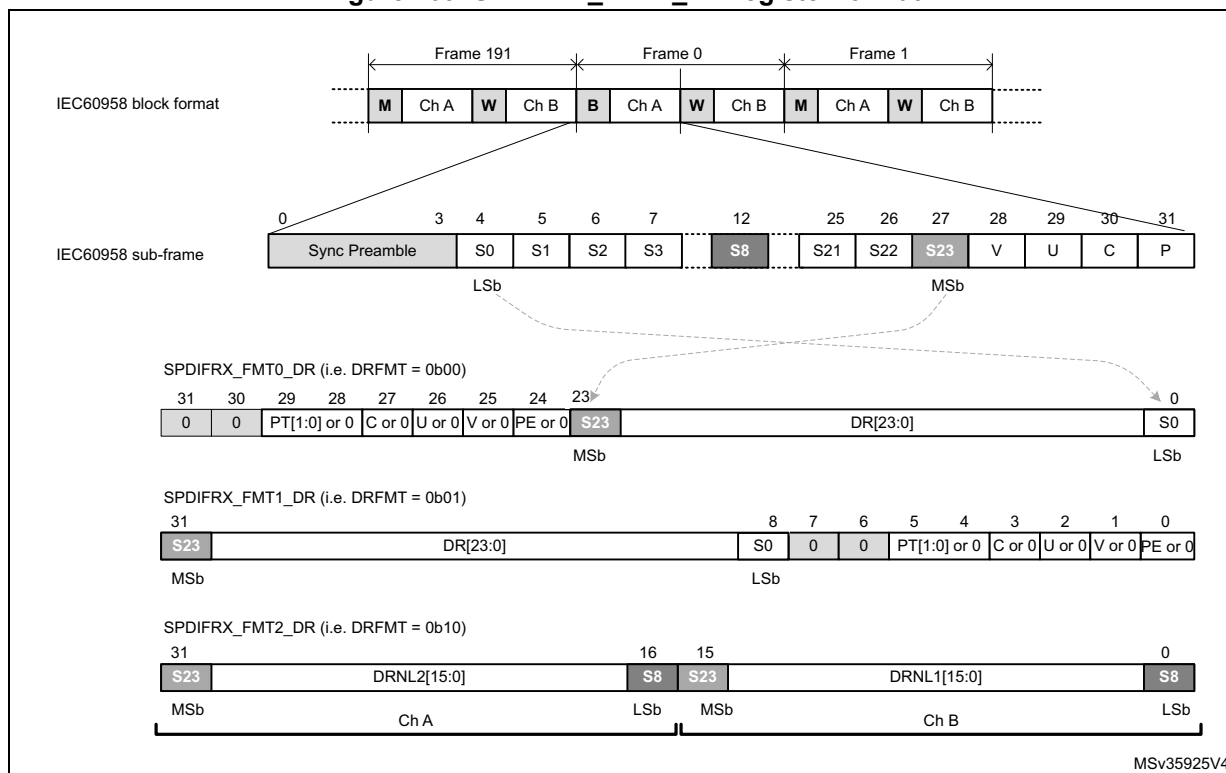 Frame 191 Frame 0 Frame 1
IEC60958 block format
M Ch A W Ch B B Ch A W Ch B M Ch A W Ch B
0 3 4 5 6 7 12 25 26 27 28 29 30 31
IEC60958 sub-frame
Sync Preamble S0 S1 S2 S3 S8 S21 S22 S23 V U C P
LSb MSb
SPDIFRX_FMT0_DR (i.e. DRFMT = 0b00)
31 30 29 28 27 26 25 24 23 0
0 0 PT[1:0] or 0 C or 0 U or 0 V or 0 PE or 0 S23 DR[23:0] S0
MSb LSb
SPDIFRX_FMT1_DR (i.e. DRFMT = 0b01)
31 8 7 6 5 4 3 2 1 0
S23 DR[23:0] S0 0 0 PT[1:0] or 0 C or 0 U or 0 V or 0 PE or 0
MSb LSb
SPDIFRX_FMT2_DR (i.e. DRFMT = 0b10)
31 16 15 0
S23 DRNL2[15:0] S8 S23 DRNL1[15:0] S8
MSb LSb MSb LSb
Ch A Ch B
MSv35925V4